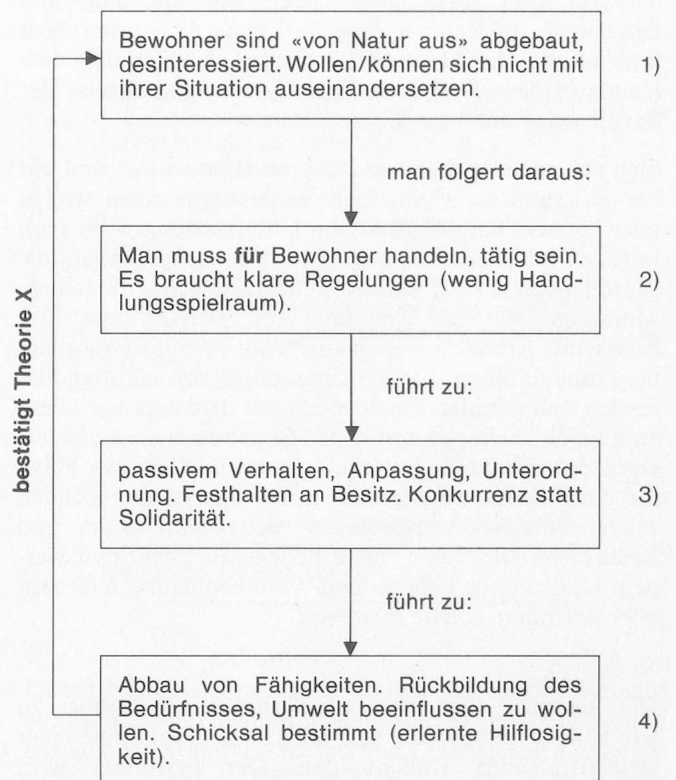 Bewohner sind «von Natur aus» abgebaut,
desinteressiert. Wollen/können sich nicht mit
ihrer Situation auseinandersetzen.
1)
man folgert daraus:
Man muss für Bewohner handeln, tätig sein.
Es braucht klare Regelungen (wenig Hand-
lungsspielraum).
2)
führt zu:
passivem Verhalten, Anpassung, Unterord-
nung. Festhalten an Besitz. Konkurrenz statt
Solidarität.
3)
führt zu:
Abbau von Fähigkeiten. Rückbildung des
Bedürfnisses, Umwelt beeinflussen zu wol-
len. Schicksal bestimmt (erlernte Hilflosig-
keit).
4)
bestätigt Theorie X